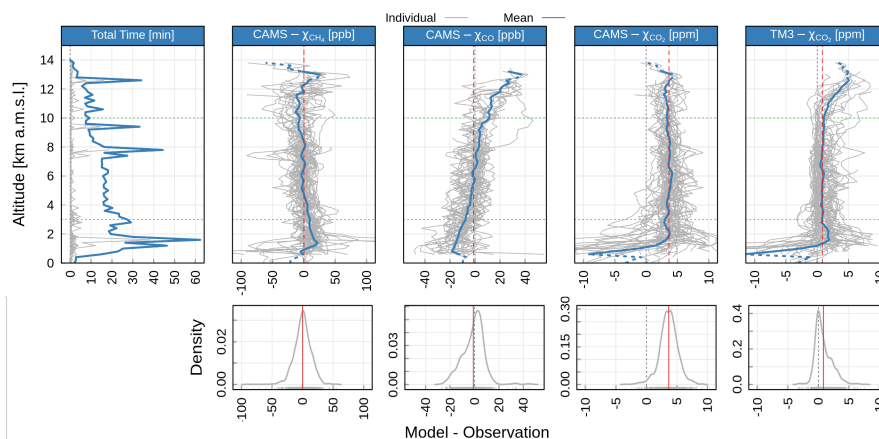 Individual Mean
Total Time [min] CAMS − χCH₄ [ppb] CAMS − χCO [ppb] CAMS − χCO₂ [ppm] TM3 − χCO₂ [ppm]
Altitude [km a.m.s.l.]
14
12
10
8
6
4
2
0
0 10 20 30 40 50 60
-100 -50 0 50 100
-40 -20 0 20 40 60
-10 -5 0 5 10
-10 -5 0 5 10
Density
0.00 0.02
0.00 0.03
0.00 0.15 0.30
0.0 0.2 0.4
-100 -50 0 50 100
-40 -20 0 20 40 60
-10 -5 0 5 10
-10 -5 0 5 10
Model - Observation